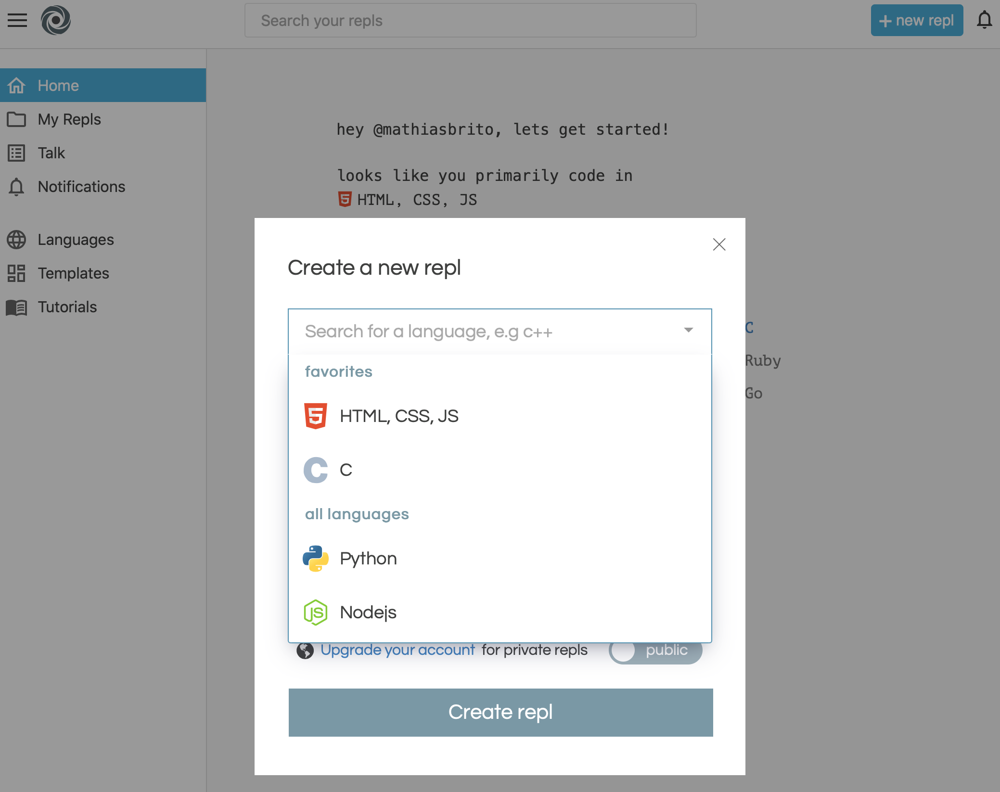 Search your repls
+ new repl
Home
My Repls
Talk
Notifications
Languages
Templates
Tutorials
hey @mathiasbrito, lets get started!
looks like you primarily code in
HTML, CSS, JS
C
Ruby
Go
Create a new repl
Search for a language, e.g c++
favorites
HTML, CSS, JS
C
all languages
Python
Nodejs
Upgrade your account for private repls
public
Create repl